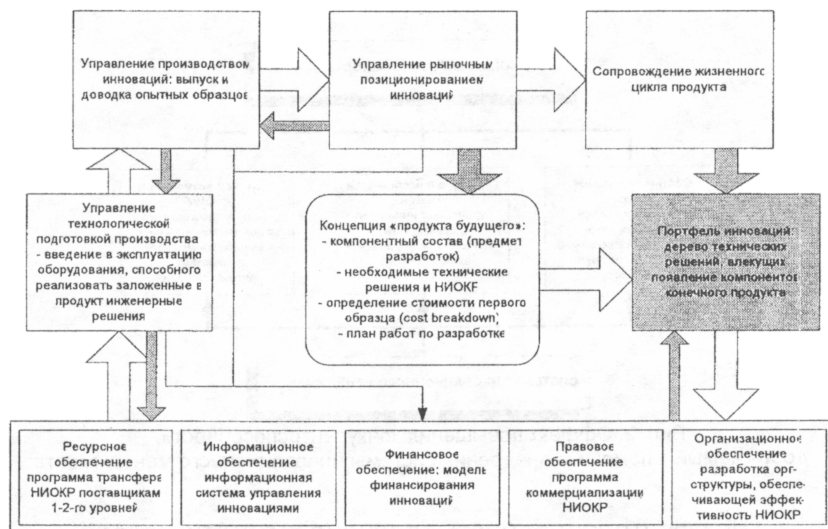 Управление производством
инноваций: выпуск и
доводка опытных образцов
Управление рыночным
позиционированием
инноваций
Сопровождение жизненного
цикла продукта
Управление
технологической
подготовкой производства
- введение в эксплуатацию
оборудования, способного
реализовать заложенные в
продукт инженерные
решения
Концепция «продукта будущего»:
- компонентный состав (предмет
разработок)
- необходимые технические
решения и НИОКР
- определение стоимости первого
образца (cost breakdown)
- план работ по разработке
Портфель инноваций:
дерево технических
решений, влекущих
появление компонентов
конечного продукта
Ресурсное
обеспечение
программа трансфера
НИОКР поставщикам
1-2-го уровней
Информационное
обеспечение
информационная
система управления
инновациями
Финансовое
обеспечение: модель
финансирования
инноваций
Правовое
обеспечение
программа
коммерциализации
НИОКР
Организационное
обеспечение
разработка орг-
структуры, обеспе-
чивающей эффек-
тивность НИОКР